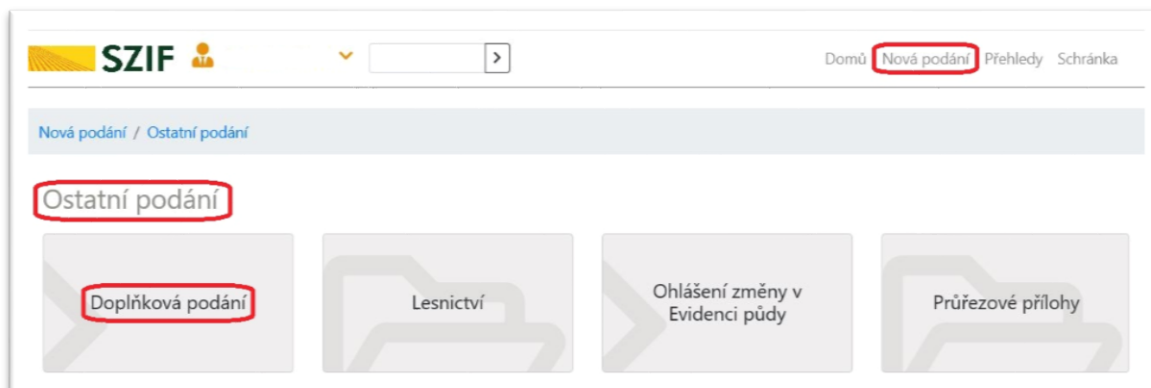 SZIF
Domů Nová podání Přehledy Schránka
Nová podání / Ostatní podání
Ostatní podání
Doplňková podání
Lesnictví
Ohlášení změny v
Evidenci půdy
Průřezové přílohy